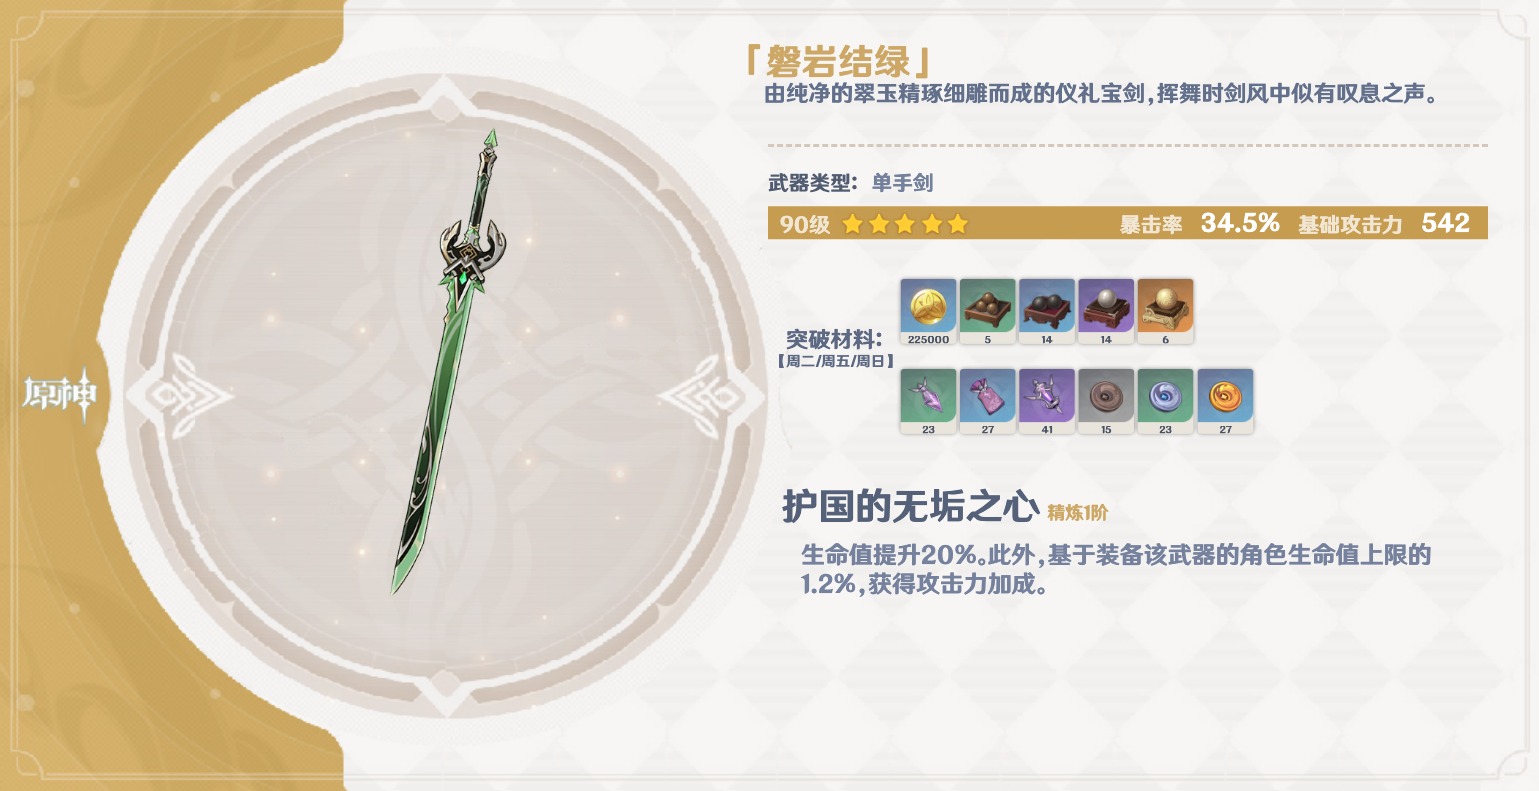 「磐岩结绿」
由纯净的翠玉精琢细雕而成的仪礼宝剑,挥舞时剑风中似有叹息之声。
武器类型: 单手剑
90级 暴击率 34.5% 基础攻击力 542
225000 5 14 14 6
突破材料:
【周二/周五/周日】
原神
23 27 41 15 23 27
护国的无垢之心 精炼1阶
生命值提升20%。此外,基于装备该武器的角色生命值上限的
1.2%,获得攻击力加成。